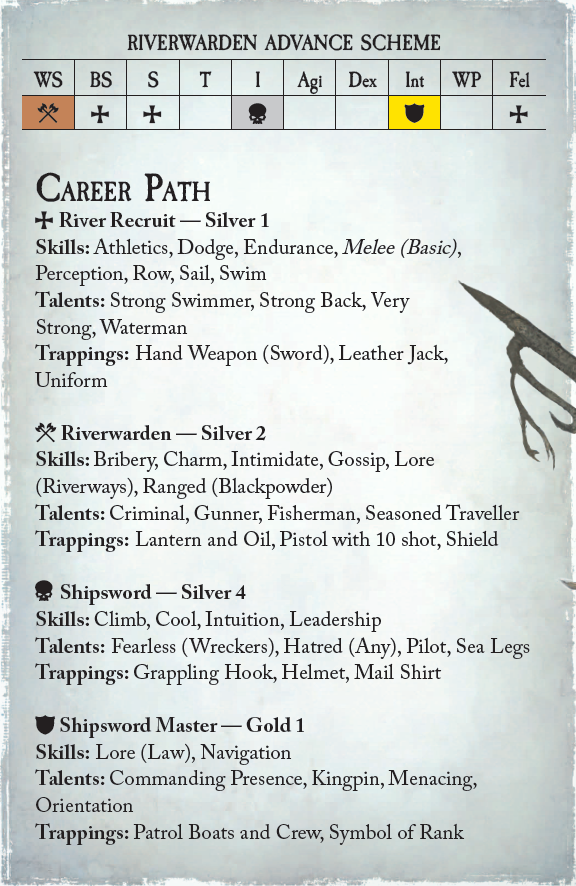 RIVERWARDEN ADVANCE SCHEME
WS BS S T I Agi Dex Int WP Fel
CAREER PATH
River Recruit — Silver 1
Skills: Athletics, Dodge, Endurance, Melee (Basic),
Perception, Row, Sail, Swim
Talents: Strong Swimmer, Strong Back, Very
Strong, Waterman
Trappings: Hand Weapon (Sword), Leather Jack,
Uniform
Riverwarden — Silver 2
Skills: Bribery, Charm, Intimidate, Gossip, Lore
(Riverways), Ranged (Blackpowder)
Talents: Criminal, Gunner, Fisherman, Seasoned Traveller
Trappings: Lantern and Oil, Pistol with 10 shot, Shield
Shipsword — Silver 4
Skills: Climb, Cool, Intuition, Leadership
Talents: Fearless (Wreckers), Hatred (Any), Pilot, Sea Legs
Trappings: Grappling Hook, Helmet, Mail Shirt
Shipsword Master — Gold 1
Skills: Lore (Law), Navigation
Talents: Commanding Presence, Kingpin, Menacing,
Orientation
Trappings: Patrol Boats and Crew, Symbol of Rank